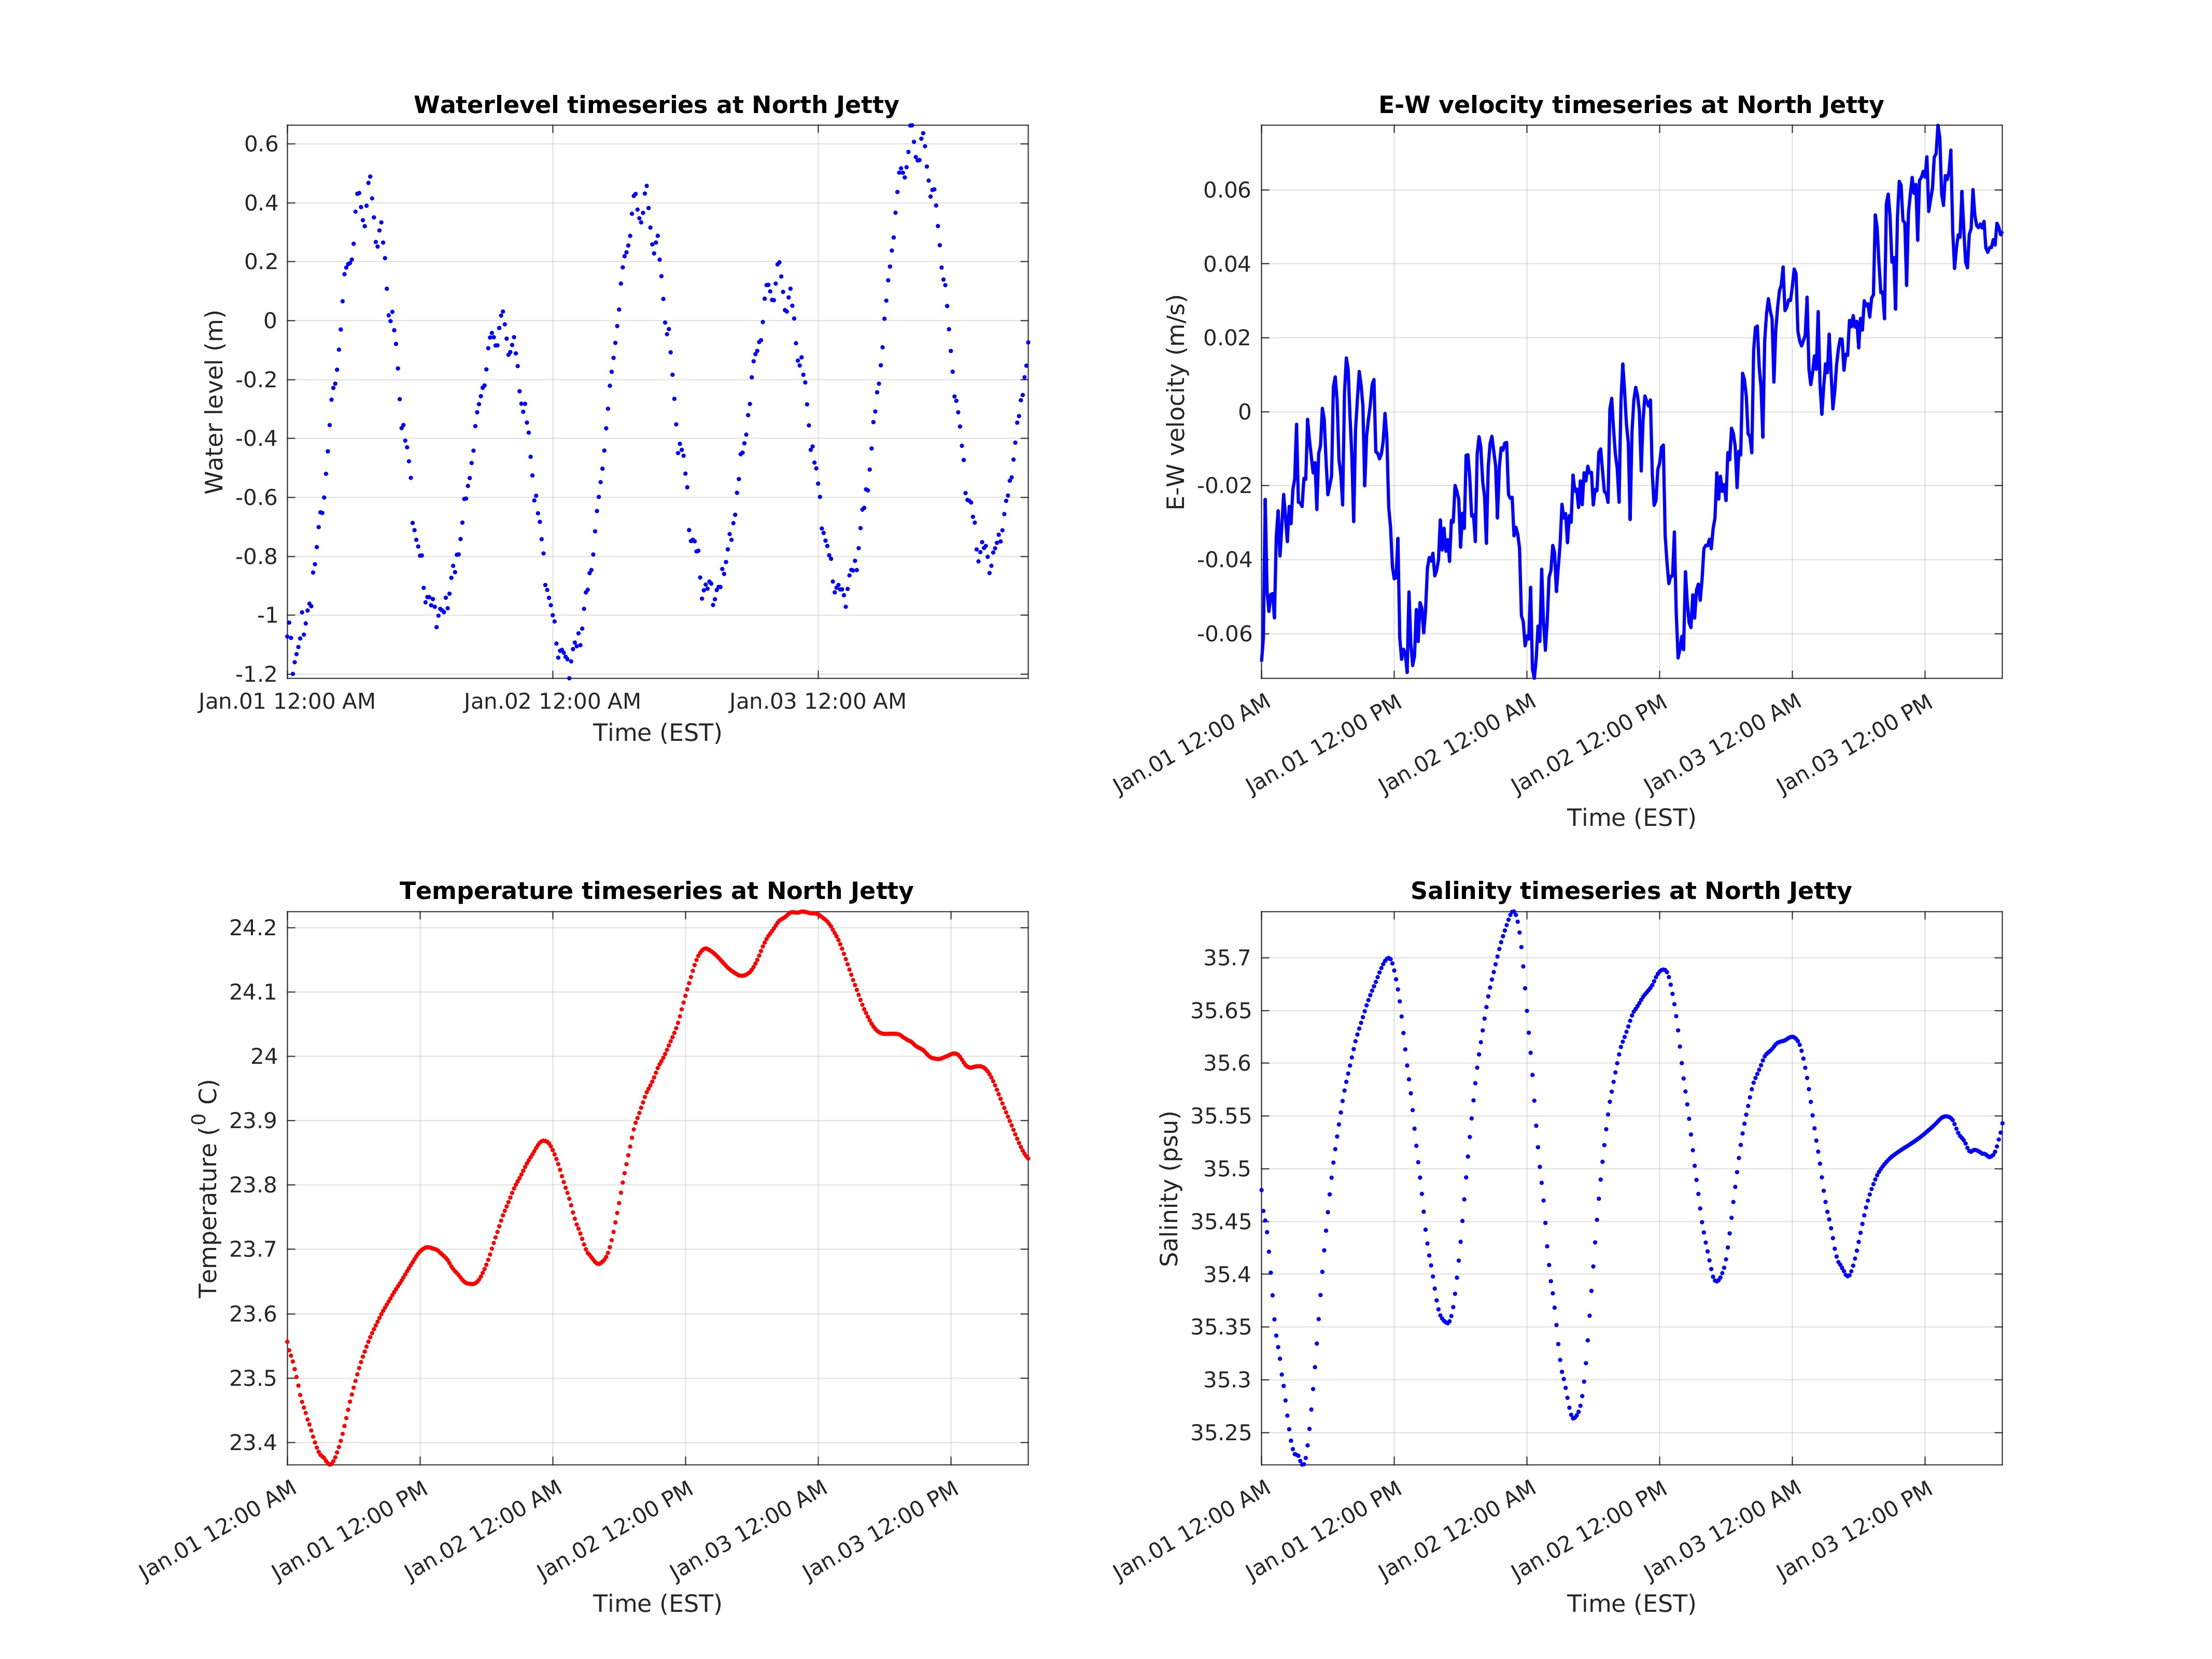 Waterlevel timeseries at North Jetty
0.6
0.4
0.2
0
-0.2
-0.4
-0.6
-0.8
-1
-1.2
Water level (m)
Jan.01 12:00 AM Jan.02 12:00 AM Jan.03 12:00 AM
Time (EST)
E-W velocity timeseries at North Jetty
0.06
0.04
0.02
0
-0.02
-0.04
-0.06
E-W velocity (m/s)
Jan.01 12:00 AM
Jan.01 12:00 PM
Jan.02 12:00 AM
Jan.02 12:00 PM
Jan.03 12:00 AM
Jan.03 12:00 PM
Time (EST)
Temperature timeseries at North Jetty
24.2
24.1
24
23.9
23.8
23.7
23.6
23.5
23.4
Temperature (⁰ C)
Jan.01 12:00 AM
Jan.01 12:00 PM
Jan.02 12:00 AM
Jan.02 12:00 PM
Jan.03 12:00 AM
Jan.03 12:00 PM
Time (EST)
Salinity timeseries at North Jetty
35.7
35.65
35.6
35.55
35.5
35.45
35.4
35.35
35.3
35.25
Salinity (psu)
Jan.01 12:00 AM
Jan.01 12:00 PM
Jan.02 12:00 AM
Jan.02 12:00 PM
Jan.03 12:00 AM
Jan.03 12:00 PM
Time (EST)